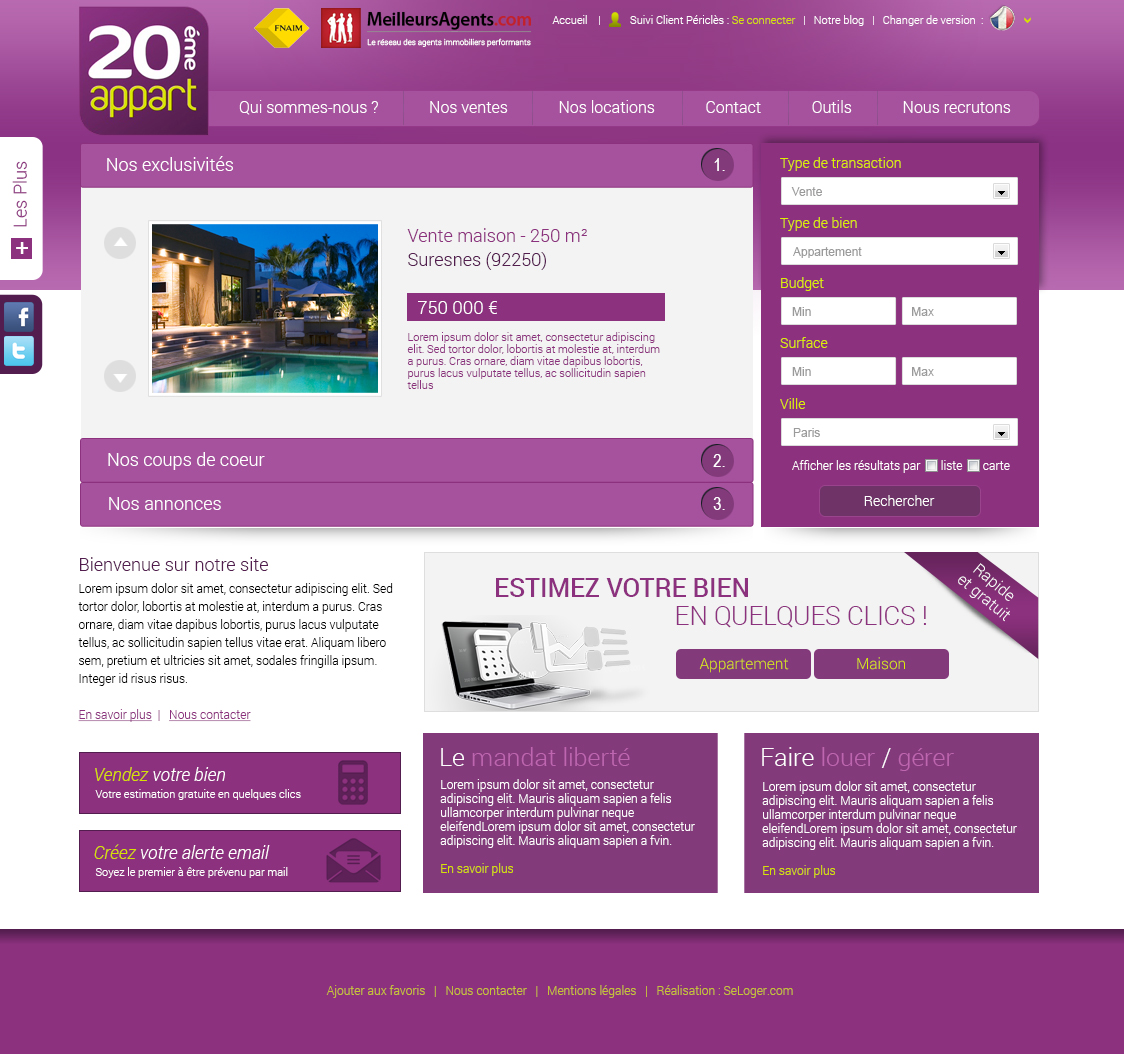 20ème
appart
FNAIM
MeilleursAgents.com
Le réseau des agents immobiliers performants
Accueil | Suivi Client Périclès : Se connecter | Notre blog | Changer de version :
Qui sommes-nous ? Nos ventes Nos locations Contact Outils Nous recrutons
Les Plus
+
f
t
Nos exclusivités 1.
Vente maison - 250 m²
Suresnes (92250)
750 000 €
Lorem ipsum dolor sit amet, consectetur adipiscing
elit. Sed tortor dolor, lobortis at molestie at, interdum
a purus. Cras ornare, diam vitae dapibus lobortis,
purus lacus vulputate tellus, ac sollicitudin sapien
tellus
Nos coups de coeur 2.
Nos annonces 3.
Type de transaction
Vente
Type de bien
Appartement
Budget
Min Max
Surface
Min Max
Ville
Paris
Afficher les résultats par liste carte
Rechercher
Bienvenue sur notre site
Lorem ipsum dolor sit amet, consectetur adipiscing elit. Sed
tortor dolor, lobortis at molestie at, interdum a purus. Cras
ornare, diam vitae dapibus lobortis, purus lacus vulputate
tellus, ac sollicitudin sapien tellus vitae erat. Aliquam libero
sem, pretium et ultricies sit amet, sodales fringilla ipsum.
Integer id risus risus.
En savoir plus | Nous contacter
ESTIMEZ VOTRE BIEN
EN QUELQUES CLICS !
Rapide
et gratuit
Appartement Maison
Vendez votre bien
Votre estimation gratuite en quelques clics
Créez votre alerte email
Soyez le premier à être prévenu par mail
Le mandat liberté
Lorem ipsum dolor sit amet, consectetur
adipiscing elit. Mauris aliquam sapien a felis
ullamcorper interdum pulvinar neque
eleifendLorem ipsum dolor sit amet, consectetur
adipiscing elit. Mauris aliquam sapien a fvin.
En savoir plus
Faire louer / gérer
Lorem ipsum dolor sit amet, consectetur
adipiscing elit. Mauris aliquam sapien a felis
ullamcorper interdum pulvinar neque
eleifendLorem ipsum dolor sit amet, consectetur
adipiscing elit. Mauris aliquam sapien a fvin.
En savoir plus
Ajouter aux favoris | Nous contacter | Mentions légales | Réalisation : SeLoger.com